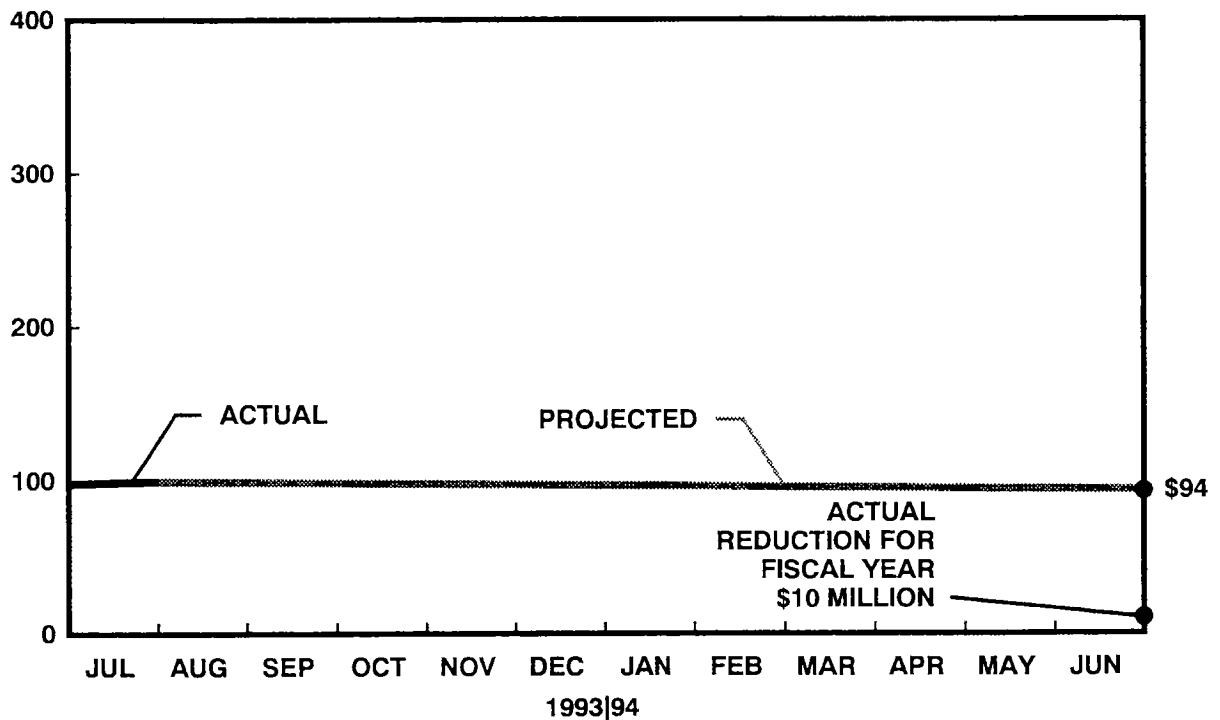 400
300
200
ACTUAL
PROJECTED
100
$94
ACTUAL
REDUCTION FOR
FISCAL YEAR
$10 MILLION
0
JUL AUG SEP OCT NOV DEC JAN FEB MAR APR MAY JUN
1993|94